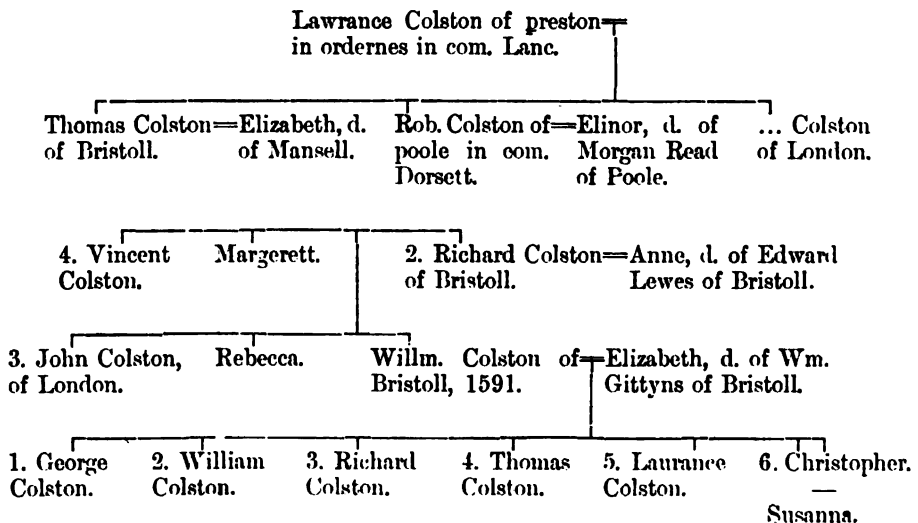 Lawrance Colston of preston=
in ordernes in com. Lanc.
Thomas Colston=Elizabeth, d. of Bristoll. of Mansell.
Rob. Colston of=Elinor, d. of
poole in com. Morgan Read
Dorsett. of Poole.
... Colston
of London.
4. Vincent
Colston.
Margerett.
2. Richard Colston=Anne, d. of Edward
of Bristoll. Lewes of Bristoll.
3. John Colston,
of London.
Rebecca.
Willm. Colston of=Elizabeth, d. of Wm.
Bristoll, 1591. Gittyns of Bristoll.
1. George
Colston.
2. William
Colston.
3. Richard
Colston.
4. Thomas
Colston.
5. Laurance
Colston.
6. Christopher.
—
Susanna.